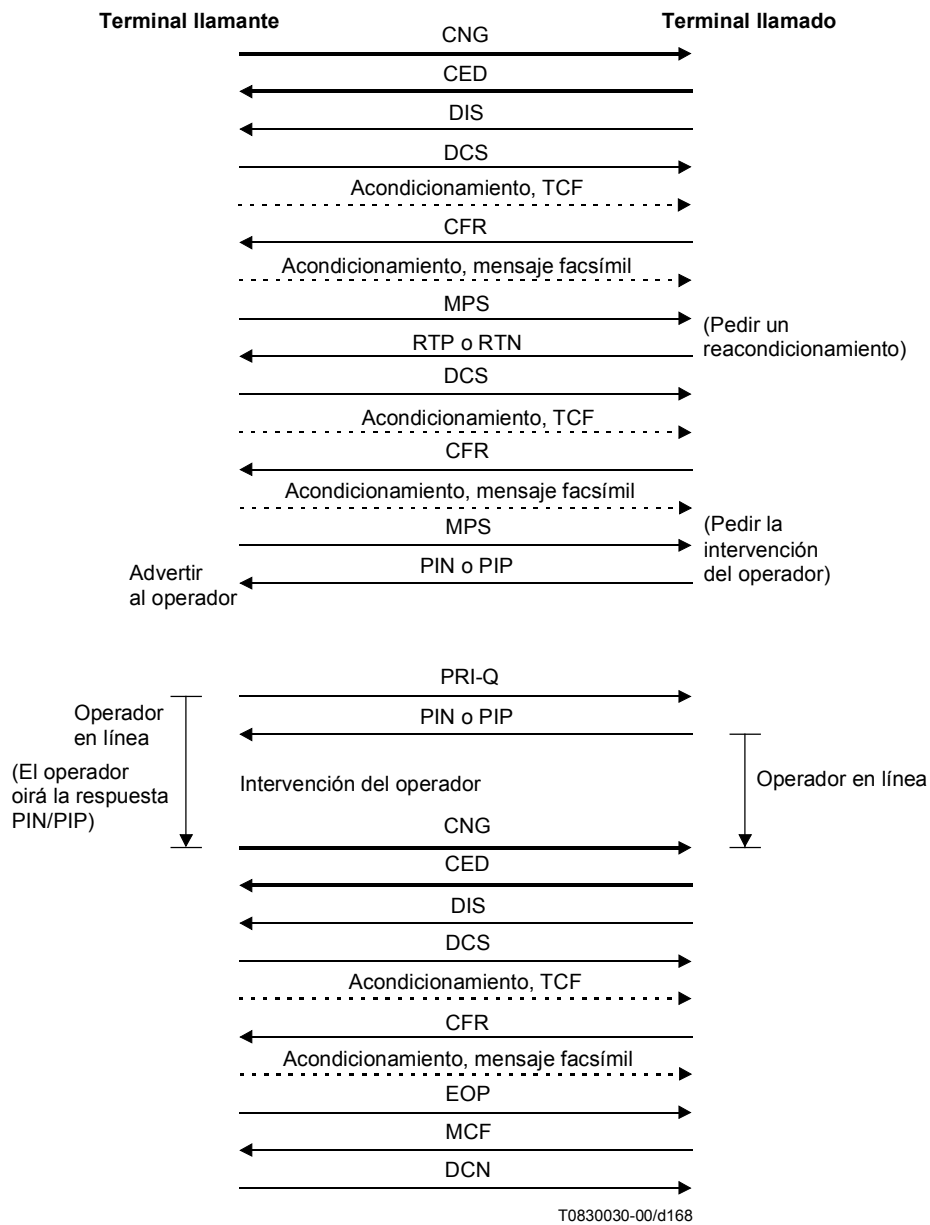 Terminal llamante
Terminal llamado
CNG
CED
DIS
DCS
Acondicionamiento, TCF
CFR
Acondicionamiento, mensaje facsímil
MPS
(Pedir un
reacondicionamiento)
RTP o RTN
DCS
Acondicionamiento, TCF
CFR
Acondicionamiento, mensaje facsímil
MPS
(Pedir la
intervención
del operador)
PIN o PIP
Advertir
al operador
PRI-Q
Operador
en línea
PIN o PIP
(El operador
oirá la respuesta
PIN/PIP)
Intervención del operador
Operador en línea
CNG
CED
DIS
DCS
Acondicionamiento, TCF
CFR
Acondicionamiento, mensaje facsímil
EOP
MCF
DCN
T0830030-00/d168